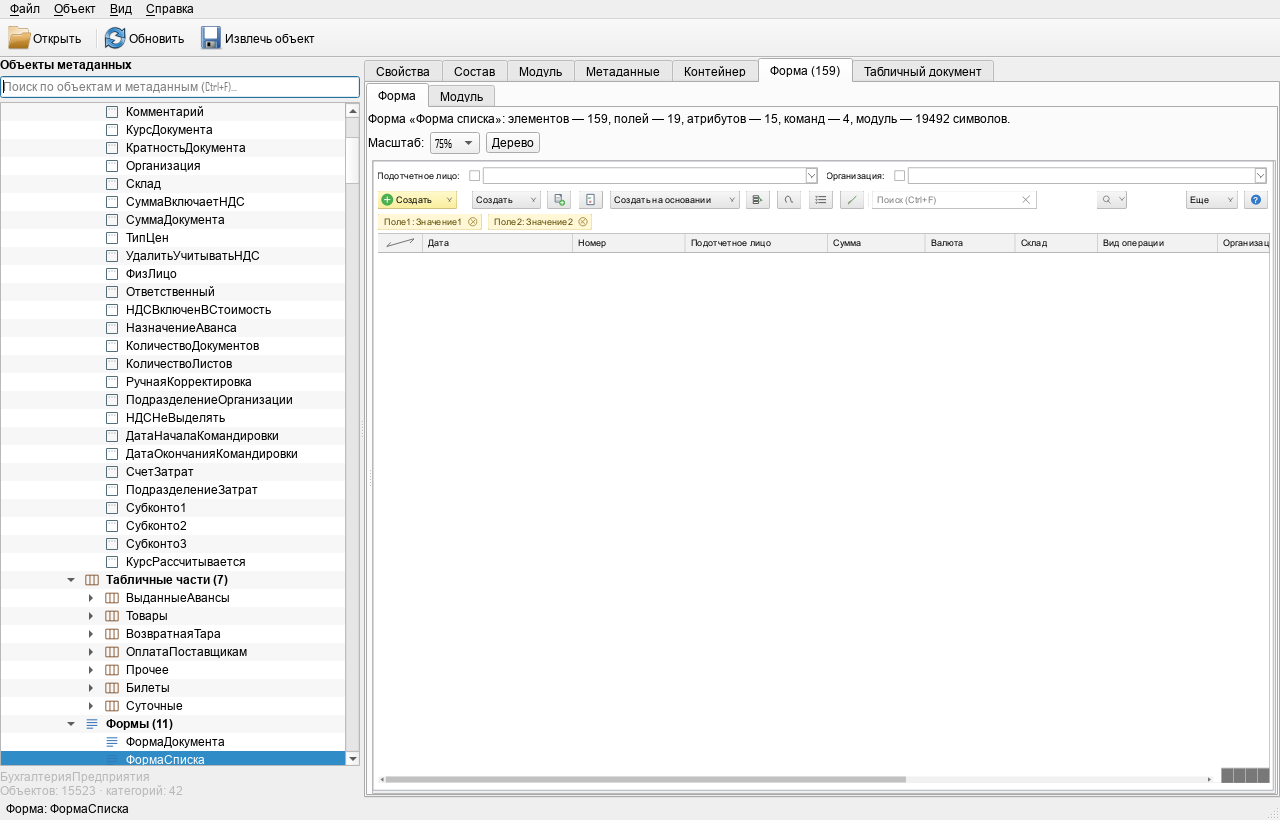 Файл Объект Вид Справка
Открыть Обновить Извлечь объект
Объекты метаданных
Поиск по объектам и метаданным (Ctrl+F)...
Комментарий
КурсДокумента
КратностьДокумента
Организация
Склад
СуммаВключаетНДС
СуммаДокумента
ТипЦен
УдалитьУчитыватьНДС
ФизЛицо
Ответственный
НДСВключенВСтоимость
НазначениеАванса
КоличествоДокументов
КоличествоЛистов
РучнаяКорректировка
ПодразделениеОрганизации
НДСНеВыделять
ДатаНачалаКомандировки
ДатаОкончанияКомандировки
СчетЗатрат
ПодразделениеЗатрат
Субконто1
Субконто2
Субконто3
КурсРассчитывается
Табличные части (7)
ВыданныеАвансы
Товары
ВозвратнаяТара
ОплатаПоставщикам
Прочее
Билеты
Суточные
Формы (11)
ФормаДокумента
ФормаСписка
БухгалтерияПредприятия
Объектов: 15523 · категорий: 42
Форма: ФормаСписка
Свойства Состав Модуль Метаданные Контейнер Форма (159) Табличный документ
Форма Модуль
Форма «Форма списка»: элементов — 159, полей — 19, атрибутов — 15, команд — 4, модуль — 19492 символов.
Масштаб: 75% Дерево
Подотчетное лицо: Организация:
Создать Создать Создать на основании Поиск (Ctrl+F) Еще ?
Поле1: Значение1 Поле2: Значение2
Дата Номер Подотчетное лицо Сумма Валюта Склад Вид операции Организац